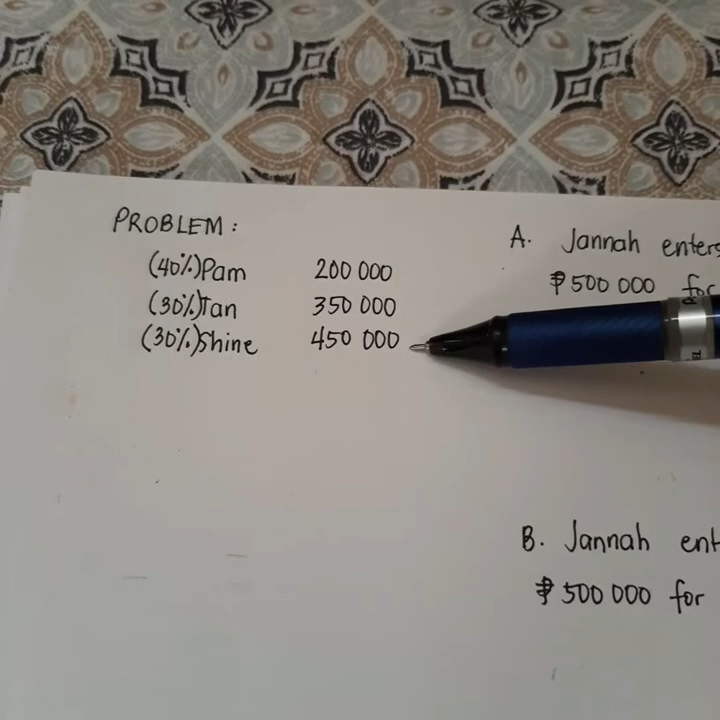 PROBLEM:
(40%)Pam 200 000
(30%)Tan 350 000
(30%)Shine 450 000
A. Jannah enters
₱500 000 for
B. Jannah ent
₱500 000 for